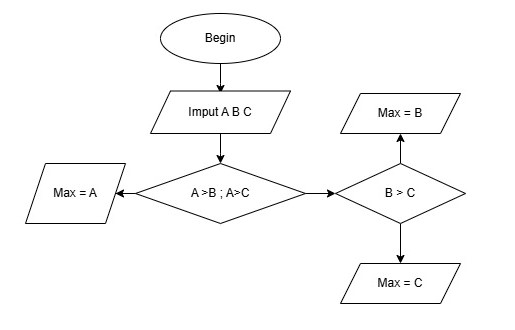 Begin
Imput A B C
Max = B
Max = A
A >B ; A>C
B > C
Max = C